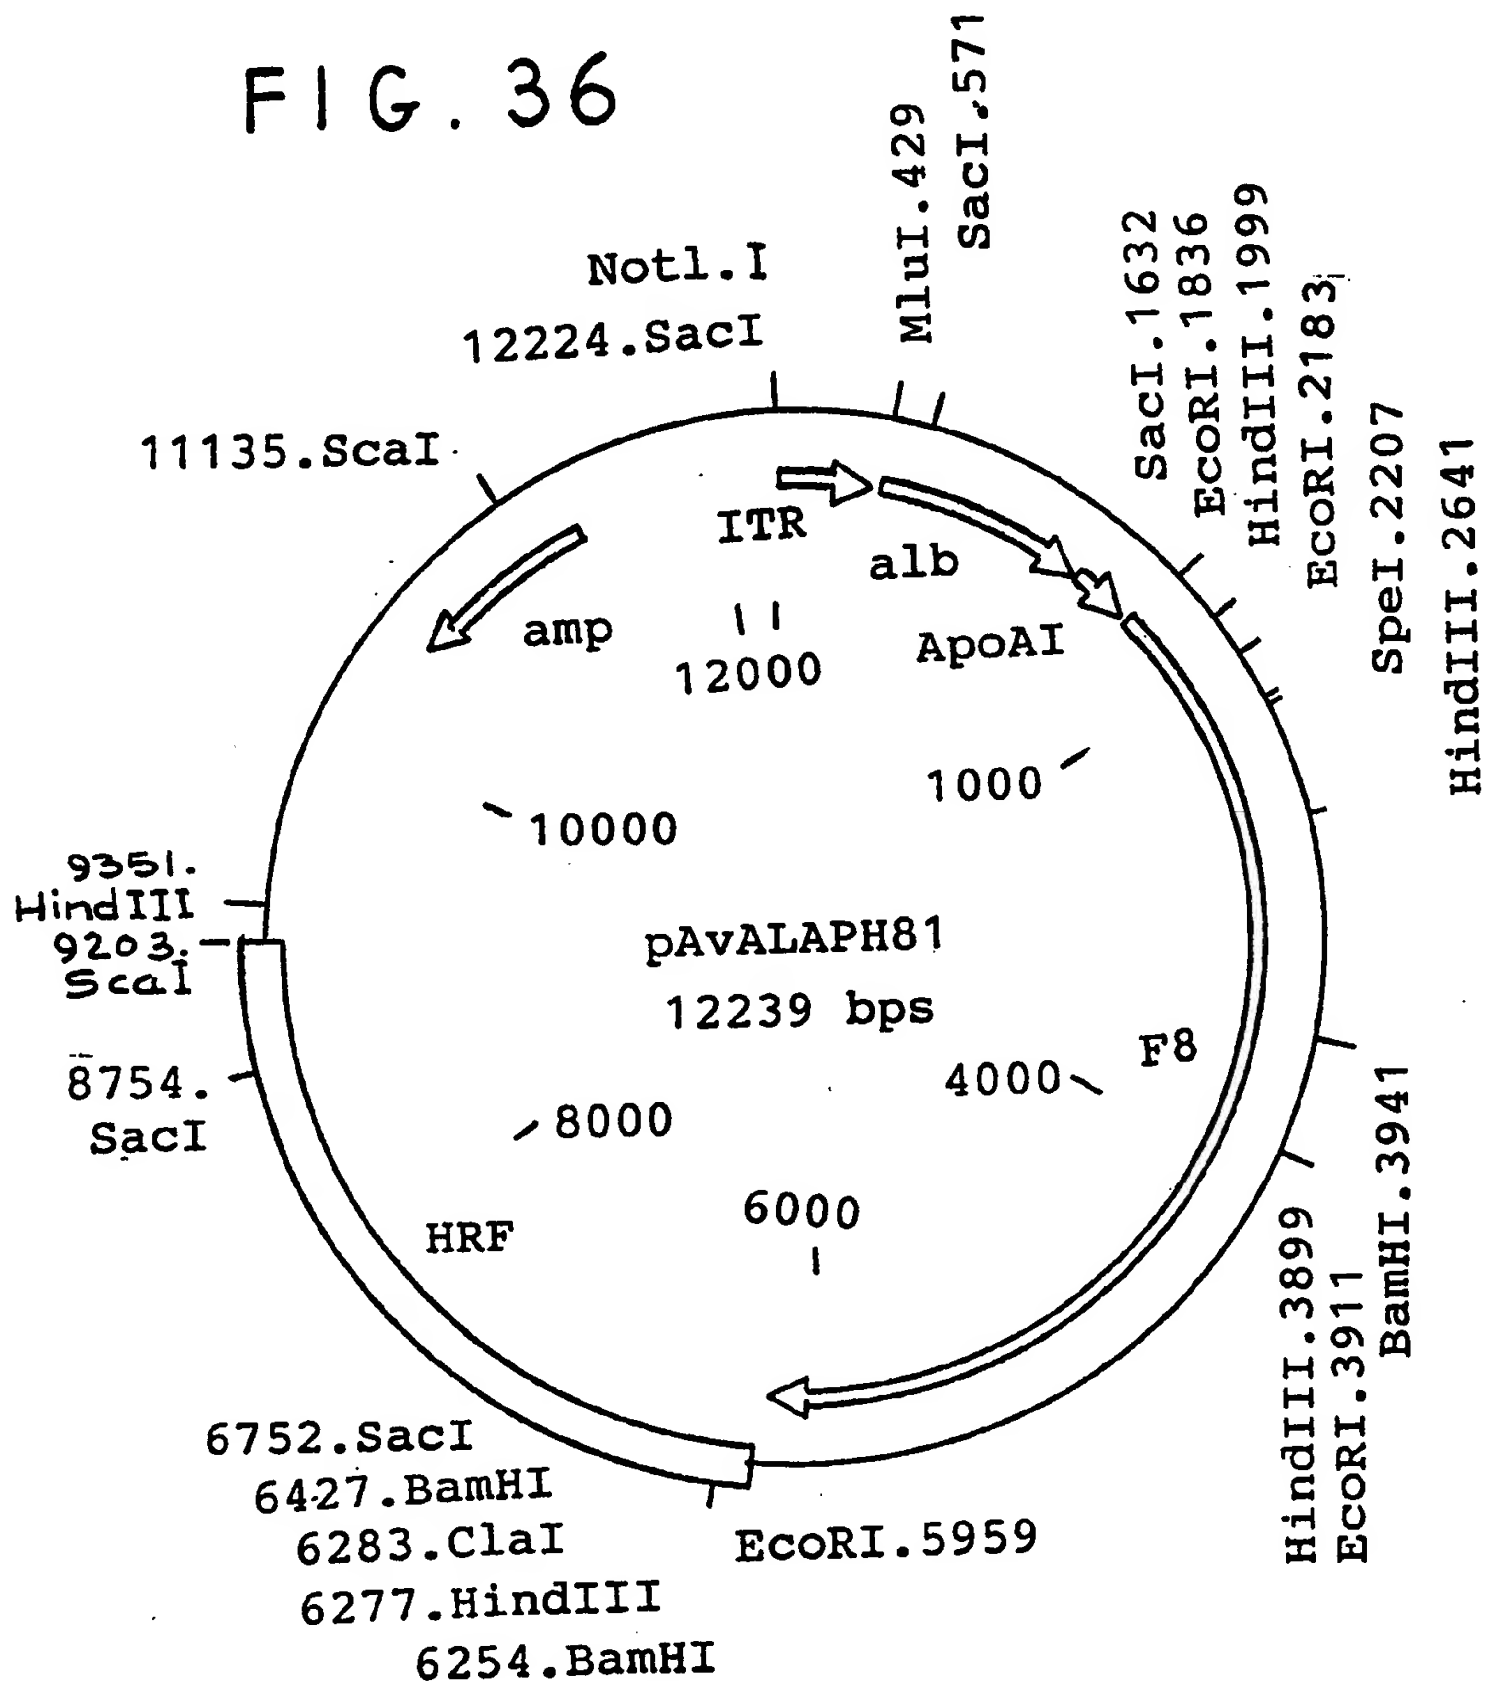 FIG. 36
MluI.429
SacI.571
Not1.I
12224.SacI
11135.ScaI
SacI.1632
EcoRI.1836
HindIII.1999
EcoRI.2183
SpeI.2207
HindIII.2641
ITR
alb
ApoAI
amp
12000
1000
10000
9351.
HindIII
9203.
ScaI
8754.
SacI
pAvALAPH81
12239 bps
F8
4000
8000
6000
HRF
BamHI.3941
HindIII.3899
EcoRI.3911
6752.SacI
6427.BamHI
6283.ClaI
6277.HindIII
6254.BamHI
EcoRI.5959